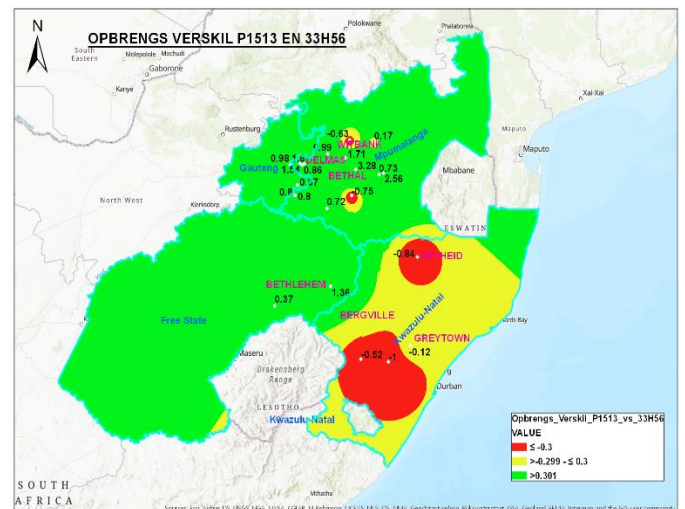 N
OPBRENGS VERSKIL P1513 EN 33H56
Polokwane
Phalaborwa
South Eastern
Molepolole
Mochudi
Gaborone
Kanye
Rustenburg
Xai-Xai
Maputo
Maputo
-0.63
0.17
WITBANK
Mpumalanga
1.71
0.98
DELMAS
0.86
Gauteng
3.28
0.73
2.56
BETHAL
Mbabane
0.8
0.8
-0.75
0.72
North West
Klerksdorp
ESWATINI
-0.84
BETHLEHEM
1.36
0.37
Free State
BERGVILLE
Kwazulu-Natal
GREYTOWN
-0.12
-0.52
-1
Maseru
Drakensberg
Range
Durban
LESOTHO
Kwazulu-Natal
Opbrengs_Verskil_P1513_vs_33H56
VALUE
≤ -0.3
>-0.299 - ≤ 0.3
>0.301
SOUTH
AFRICA
Mthatha